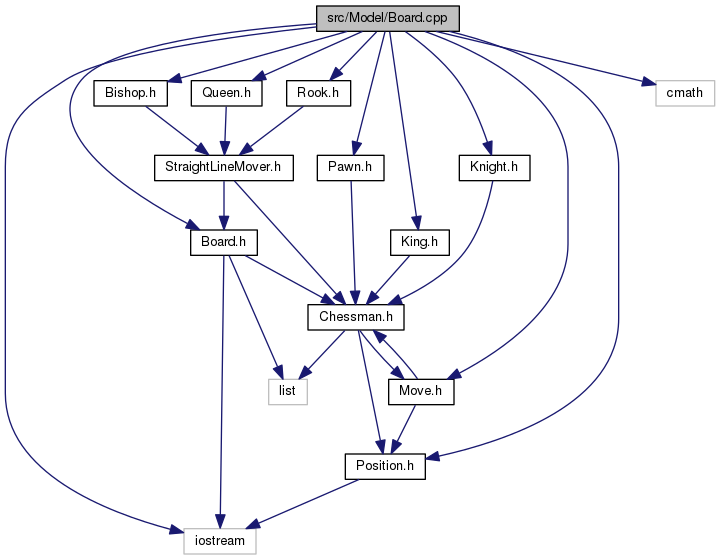 src/Model/Board.cpp
Bishop.h
Queen.h
Rook.h
cmath
StraightLineMover.h
Pawn.h
Knight.h
Board.h
King.h
Chessman.h
list
Move.h
Position.h
iostream